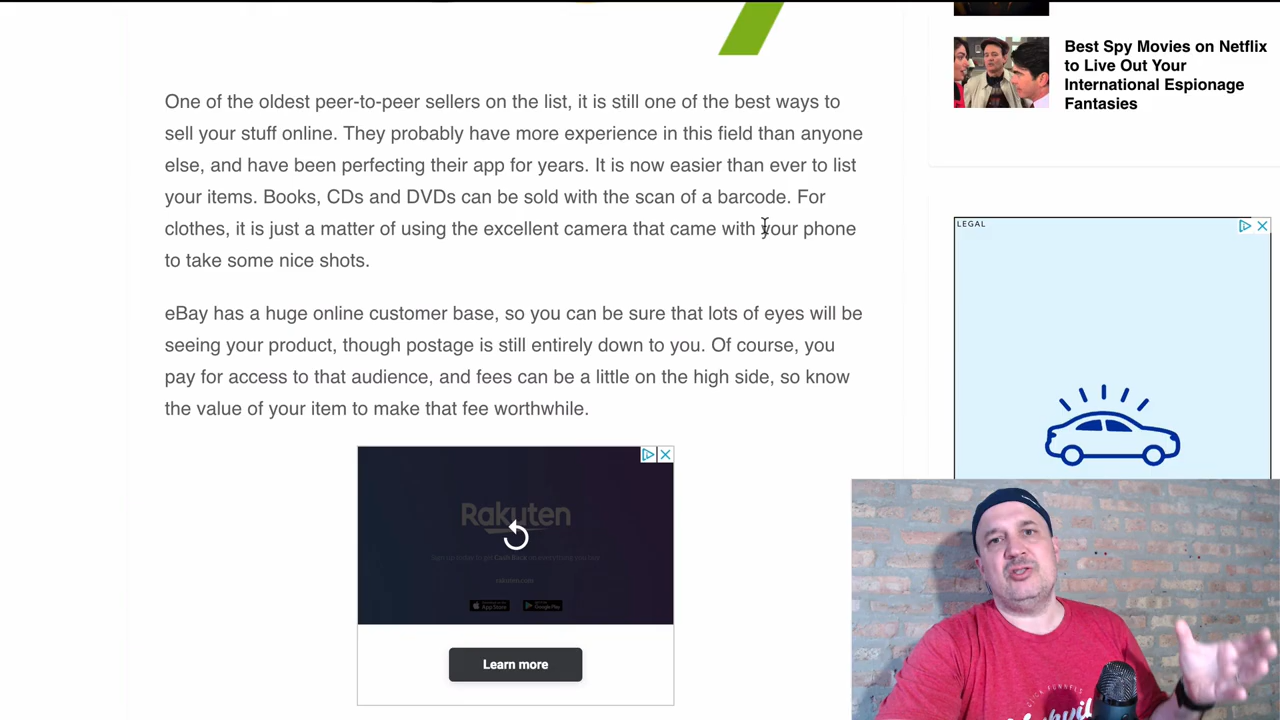 Best Spy Movies on Netflix
to Live Out Your
International Espionage
Fantasies
One of the oldest peer-to-peer sellers on the list, it is still one of the best ways to
sell your stuff online. They probably have more experience in this field than anyone
else, and have been perfecting their app for years. It is now easier than ever to list
your items. Books, CDs and DVDs can be sold with the scan of a barcode. For
clothes, it is just a matter of using the excellent camera that came with your phone
to take some nice shots.
eBay has a huge online customer base, so you can be sure that lots of eyes will be
seeing your product, though postage is still entirely down to you. Of course, you
pay for access to that audience, and fees can be a little on the high side, so know
the value of your item to make that fee worthwhile.
LEGAL
Rakuten
rakuten.com
App Store
Google Play
Learn more